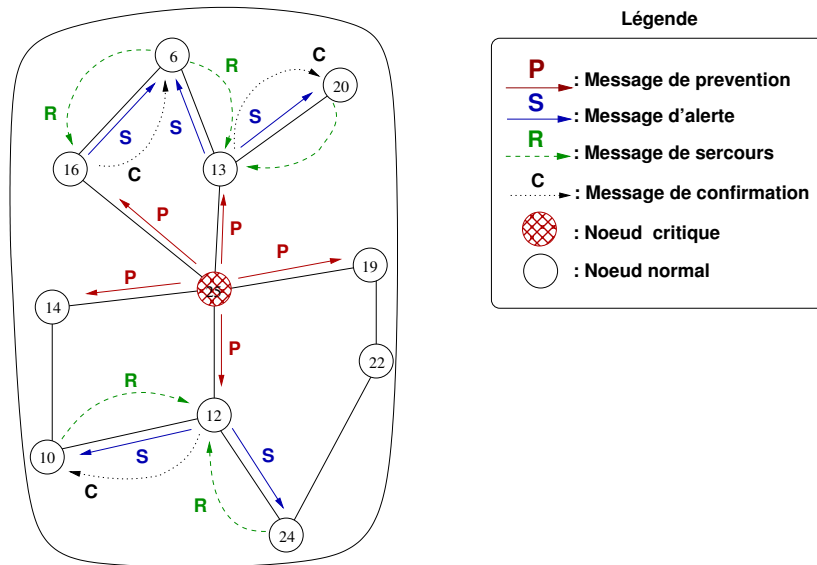 6
R
C
20
R
S
R
S
S
16
C
13
P
P
P
19
P
25
14
P
22
R
12
S
S
10
C
R
24
Légende
P : Message de prevention
S : Message d'alerte
R : Message de sercours
C : Message de confirmation
: Noeud critique
: Noeud normal